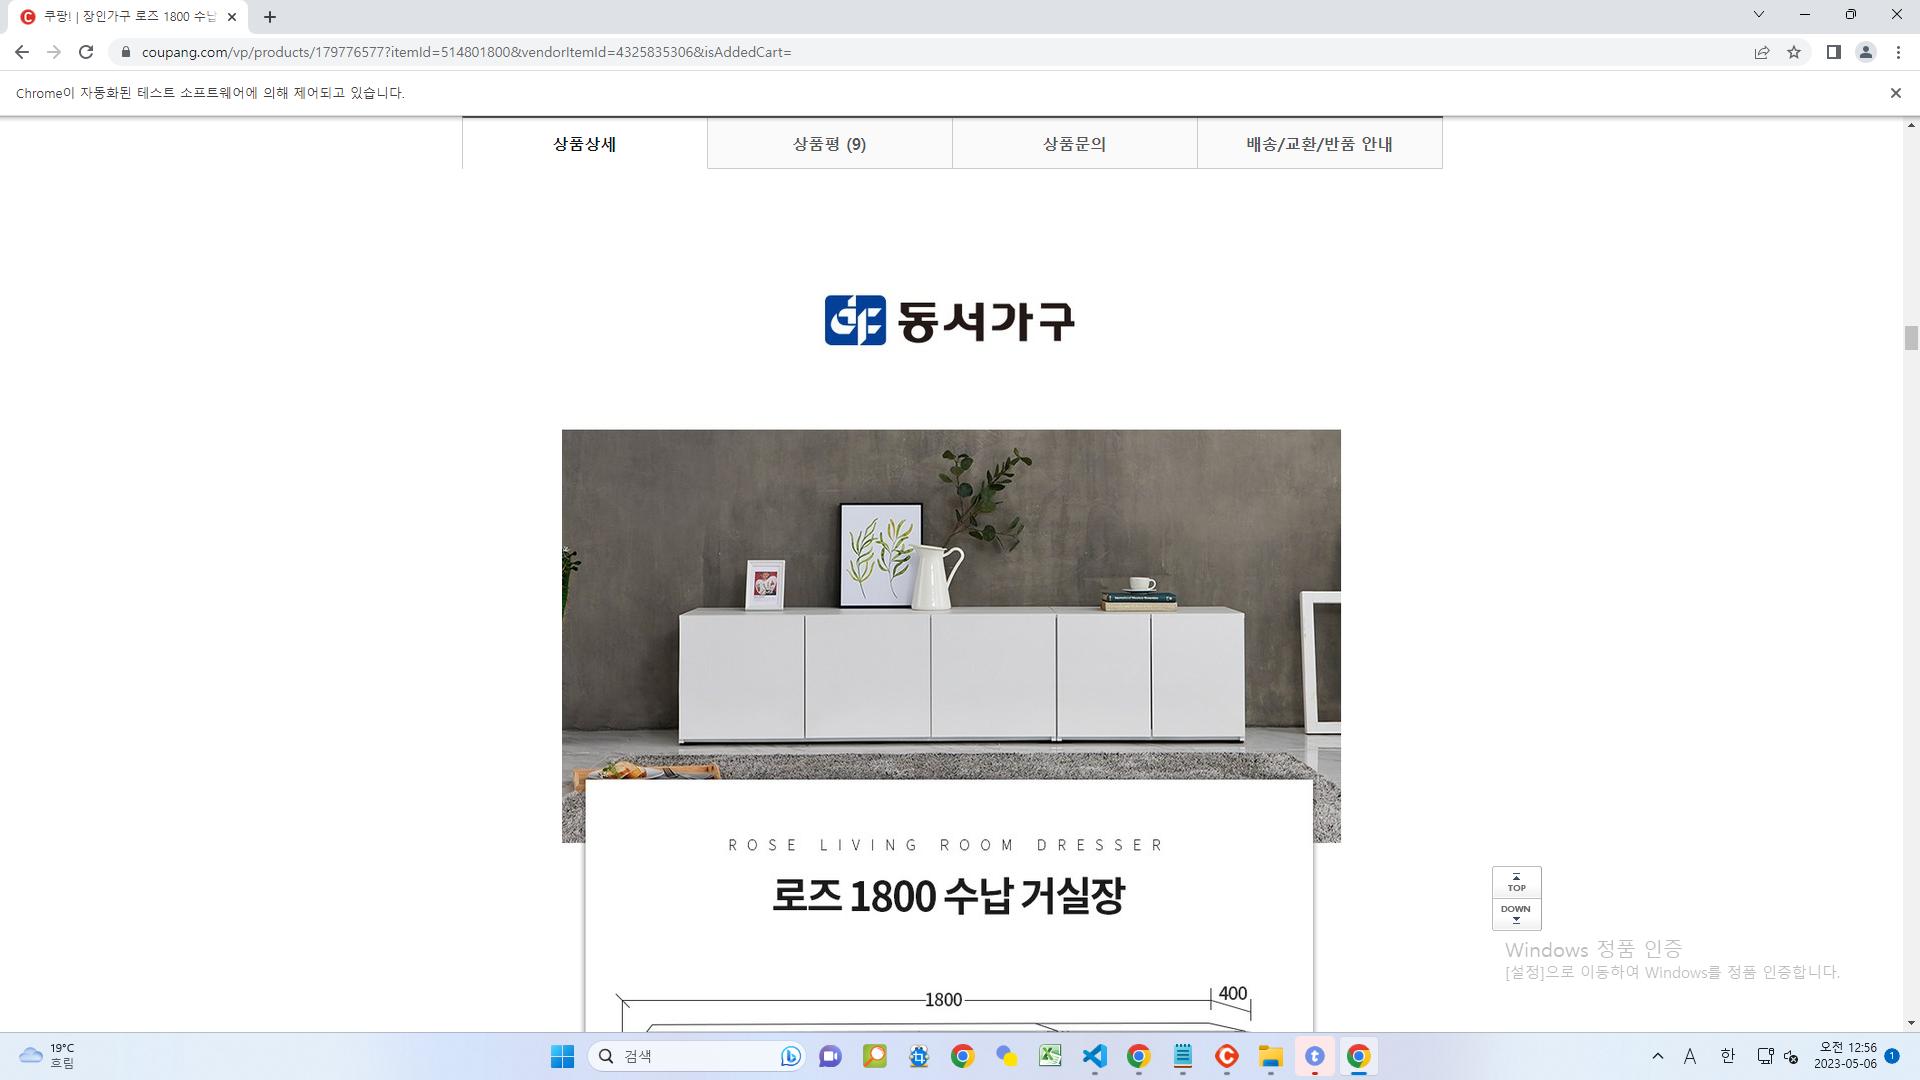 쿠팡! | 장인가구 로즈 1800 수납
coupang.com/vp/products/179776577?itemId=514801800&vendorItemId=4325835306&isAddedCart=
Chrome이 자동화된 테스트 소프트웨어에 의해 제어되고 있습니다.
상품상세
상품평 (9)
상품문의
배송/교환/반품 안내
동서가구
ROSE LIVING ROOM DRESSER
로즈 1800 수납 거실장
1800
400
TOP
DOWN
Windows 정품 인증
[설정]으로 이동하여 Windows를 정품 인증합니다.
19°C
흐림
검색
A
한
오전 12:56
2023-05-06
1